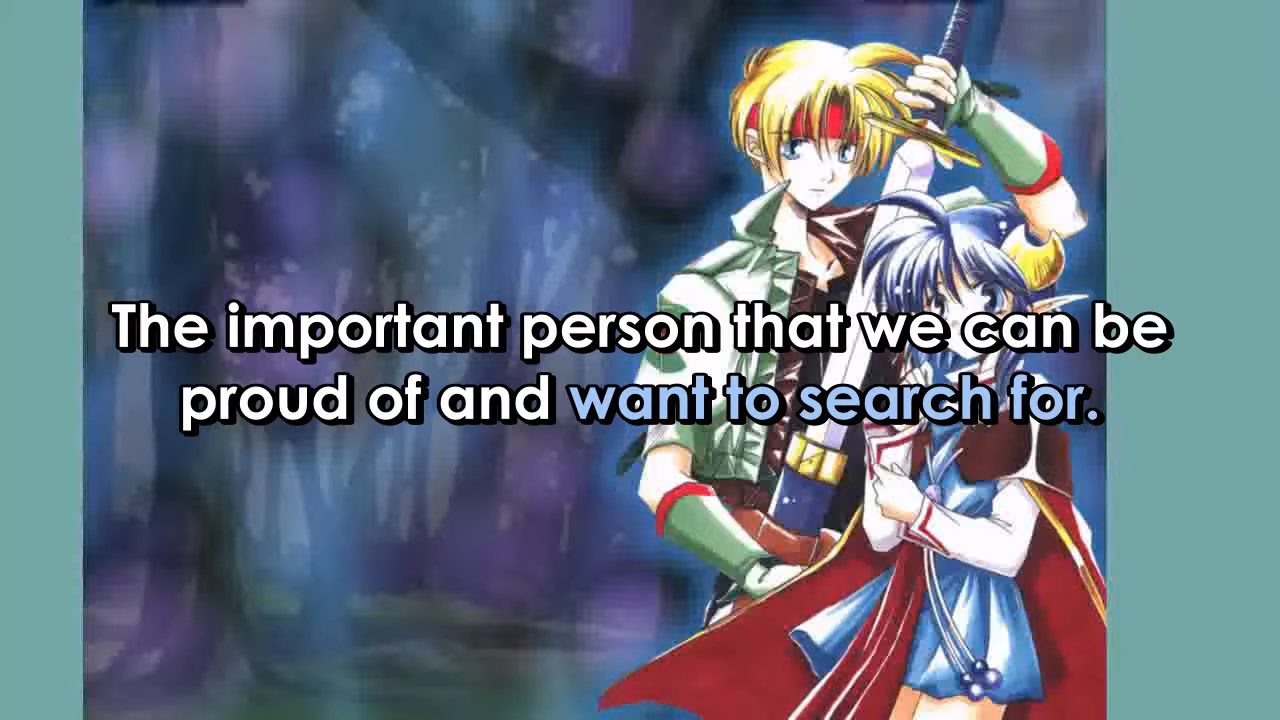 The important person that we can be
proud of and want to search for.